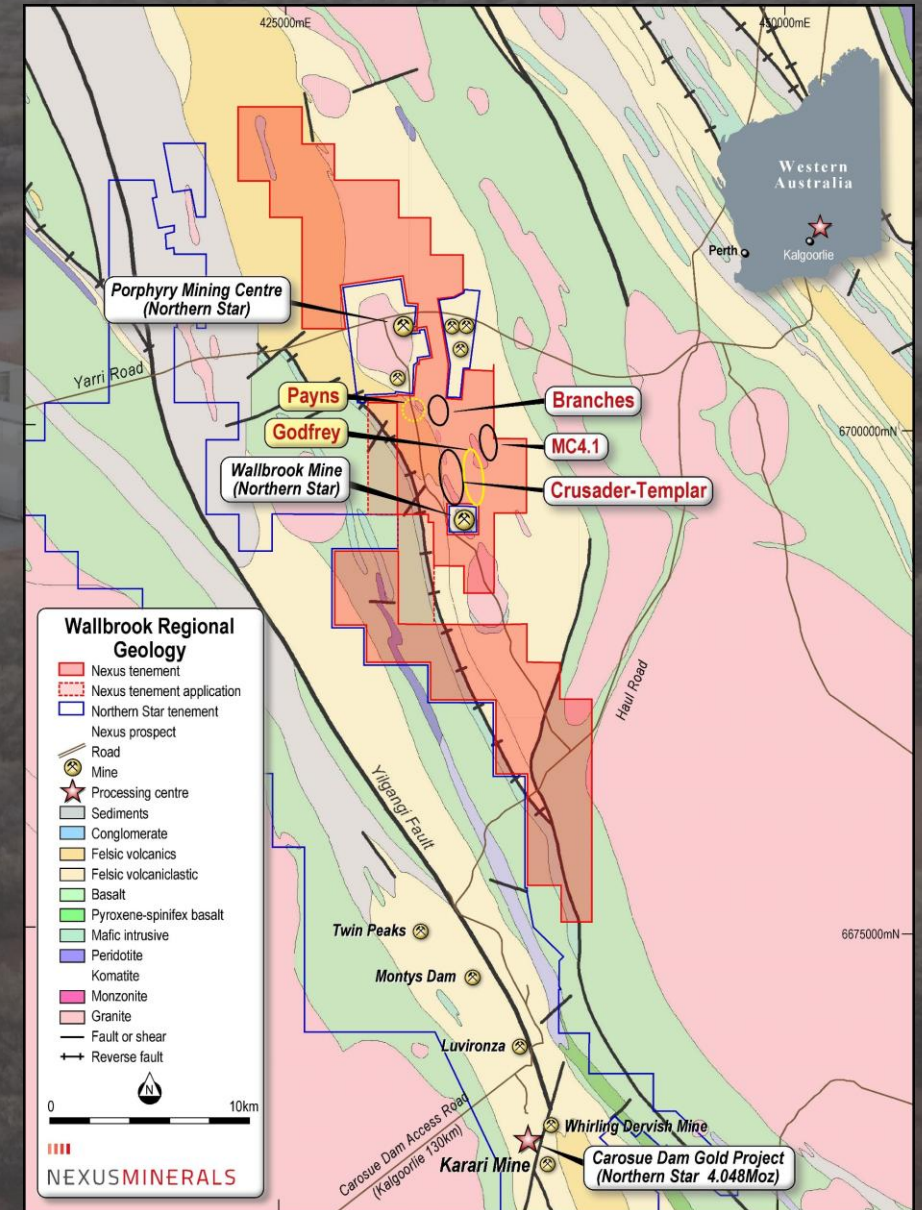 425000mE
450000mE
Western
Australia
Perth
Kalgoorlie
Porphyry Mining Centre
(Northern Star)
Yarri Road
Payns
Branches
Godfrey
6700000mN
MC4.1
Wallbrook Mine
(Northern Star)
Crusader-Templar
Wallbrook Regional
Geology
Nexus tenement
Nexus tenement application
Northern Star tenement
Nexus prospect
Road
Mine
Processing centre
Sediments
Conglomerate
Felsic volcanics
Felsic volcaniclastic
Basalt
Pyroxene-spinifex basalt
Mafic intrusive
Peridotite
Komatite
Monzonite
Granite
Fault or shear
Reverse fault
N
0 10km
NEXUSMINERALS
Haul Road
Yilgangi Fault
Twin Peaks
6675000mN
Montys Dam
Luvironza
Carosue Dam Access Road
(Kalgoorlie 130km)
Whirling Dervish Mine
Karari Mine
Carosue Dam Gold Project
(Northern Star 4.048Moz)